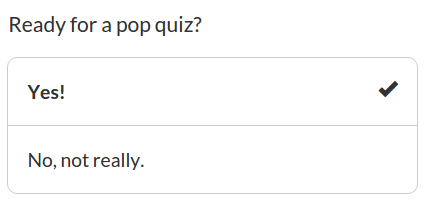 Ready for a pop quiz?
Yes!
No, not really.